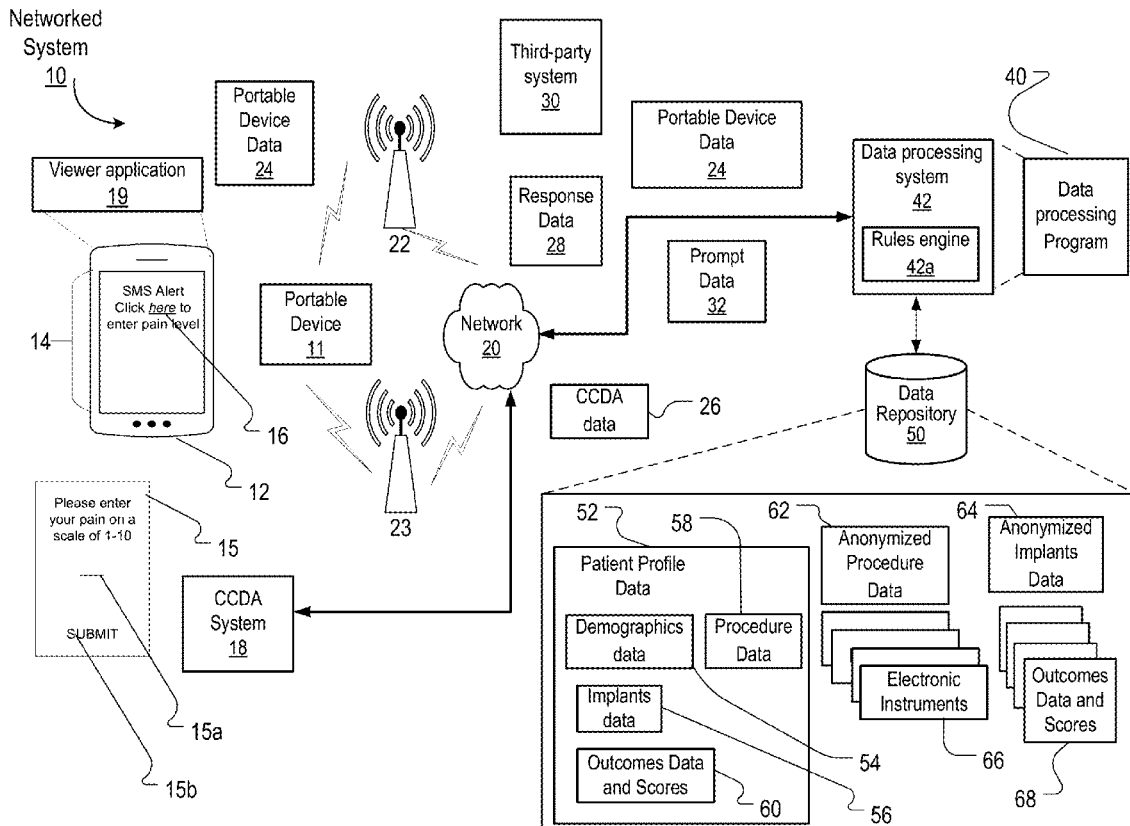 Networked
System
10
Viewer application
19
Portable
Device
Data
24
SMS Alert
Click here to
enter pain level
14
16
12
Please enter
your pain on a
scale of 1-10
SUBMIT
15
15a
15b
CCDA
System
18
Portable
Device
11
22
23
Network
20
Third-party
system
30
Response
Data
28
Portable Device
Data
24
Prompt
Data
32
CCDA
data
26
Data processing
system
42
Rules engine
42a
40
Data
processing
Program
Data
Repository
50
52
58
Patient Profile
Data
Demographics
data
Procedure
Data
Implants
data
Outcomes Data
and Scores
60
56
54
62
Anonymized
Procedure
Data
64
Anonymized
Implants
Data
Electronic
Instruments
66
Outcomes
Data and
Scores
68